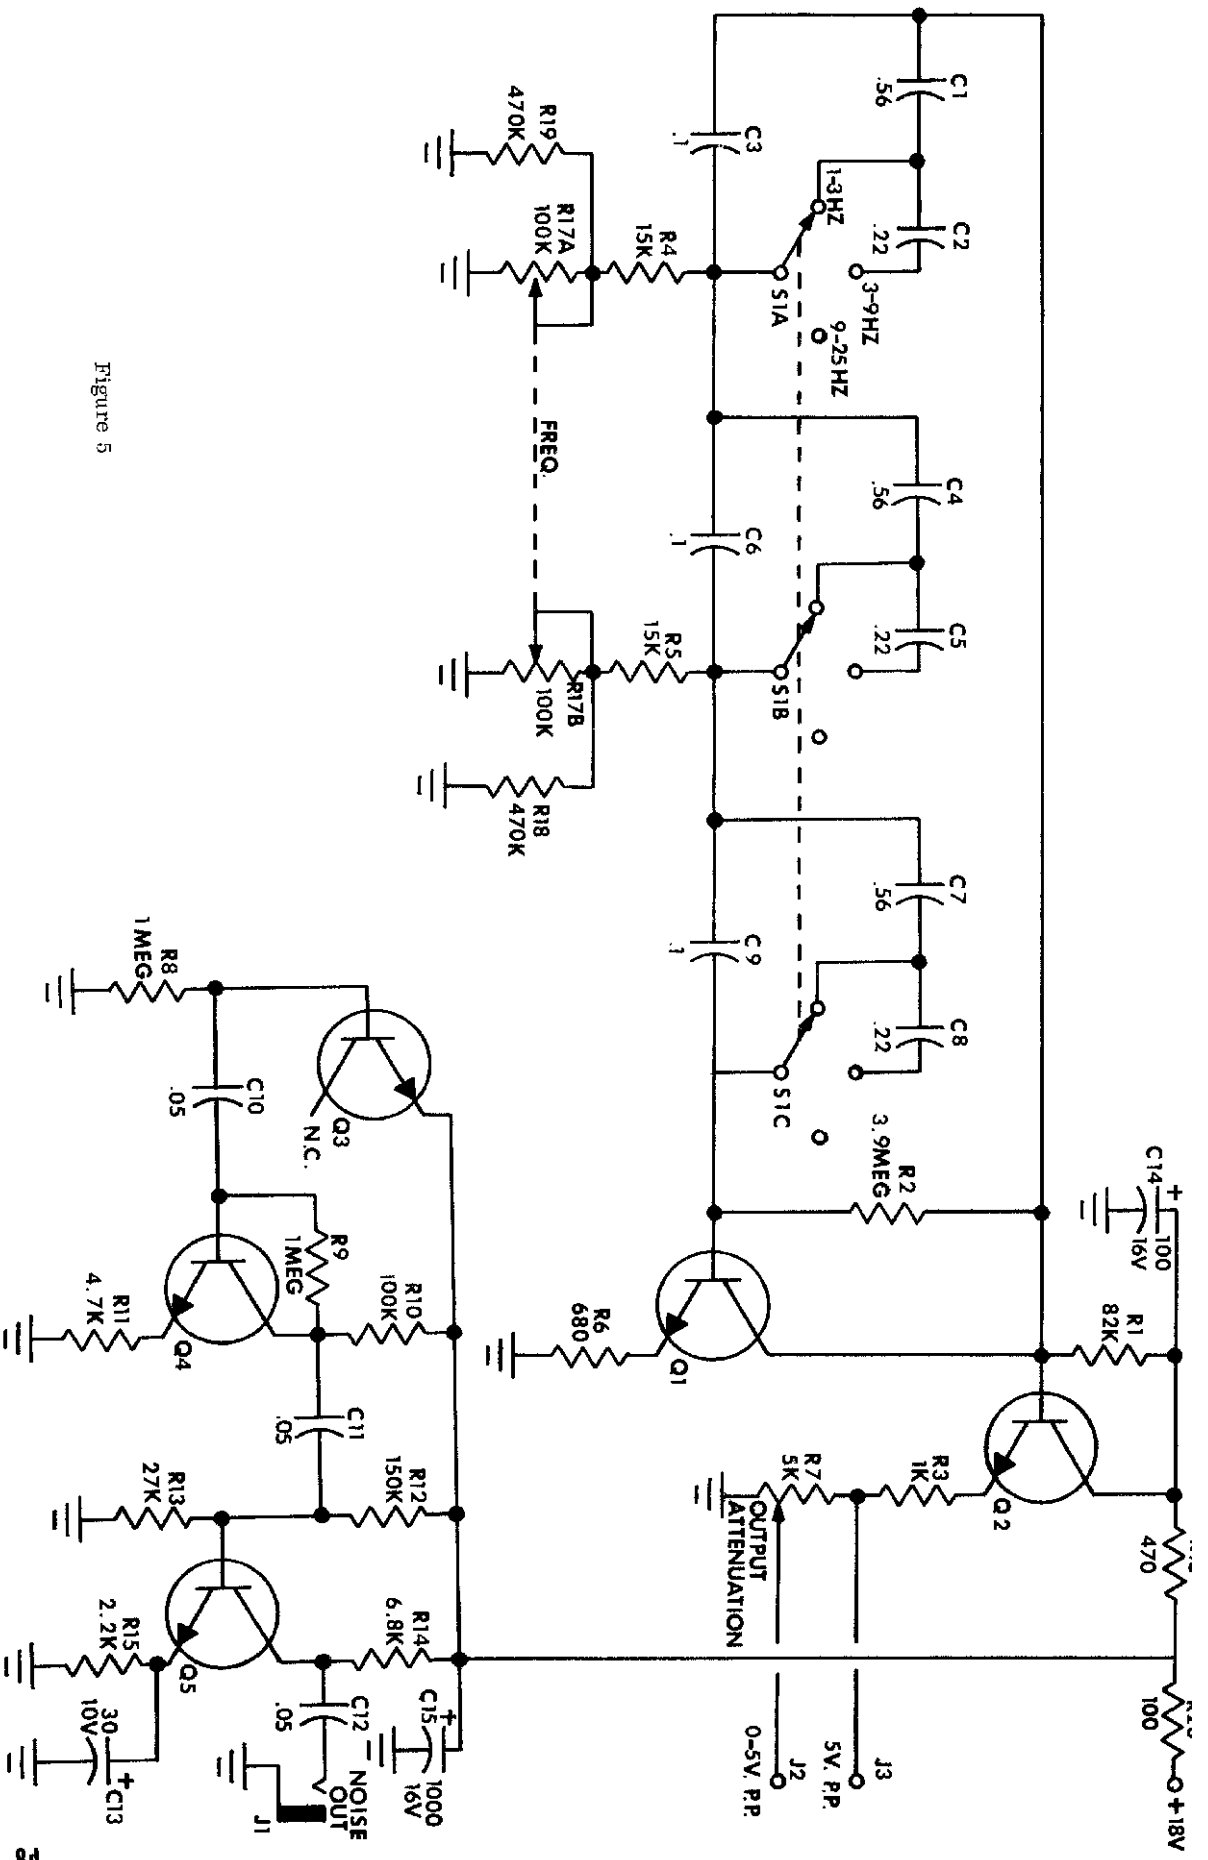 C1
.56
C2
.22
C3
.1
1-3HZ
3-9HZ
9-25HZ
S1A
R4
15K
R19
470K
R17A
100K
FREQ.
C4
.56
C5
.22
C6
.1
S1B
R5
15K
R17B
100K
R18
470K
C7
.56
C8
.22
C9
.1
S1C
R2
3.9MEG
C14
+
100
16V
R1
82K
Q1
R6
680
Q2
R3
1K
R7
5K
OUTPUT
ATTENUATION
470
100
+18V
J3
5V. P.P.
J2
0-5V. P.P.
R8
1MEG
Q3
N.C.
C10
.05
R9
1MEG
R10
100K
Q4
R11
4.7K
C11
.05
R12
150K
R13
27K
Q5
R14
6.8K
R15
2.2K
C12
.05
C15
+
1000
16V
NOISE
OUT
J1
30
10V
+
C13
Figure 5